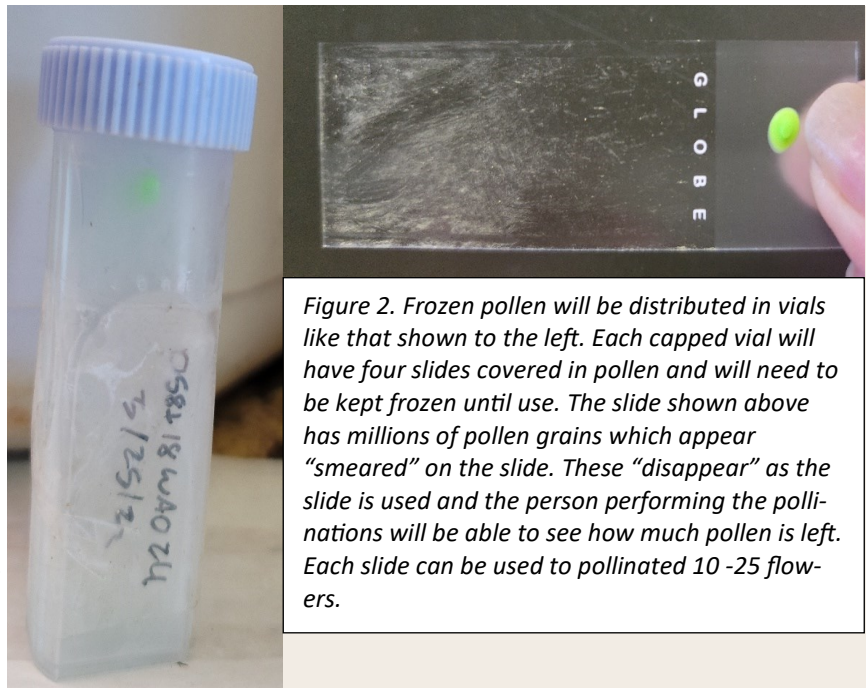 GLOBE
5/25/22
Figure 2. Frozen pollen will be distributed in vials
like that shown to the left. Each capped vial will
have four slides covered in pollen and will need to
be kept frozen until use. The slide shown above
has millions of pollen grains which appear
“smeared” on the slide. These “disappear” as the
slide is used and the person performing the polli-
nations will be able to see how much pollen is left.
Each slide can be used to pollinated 10 -25 flow-
ers.